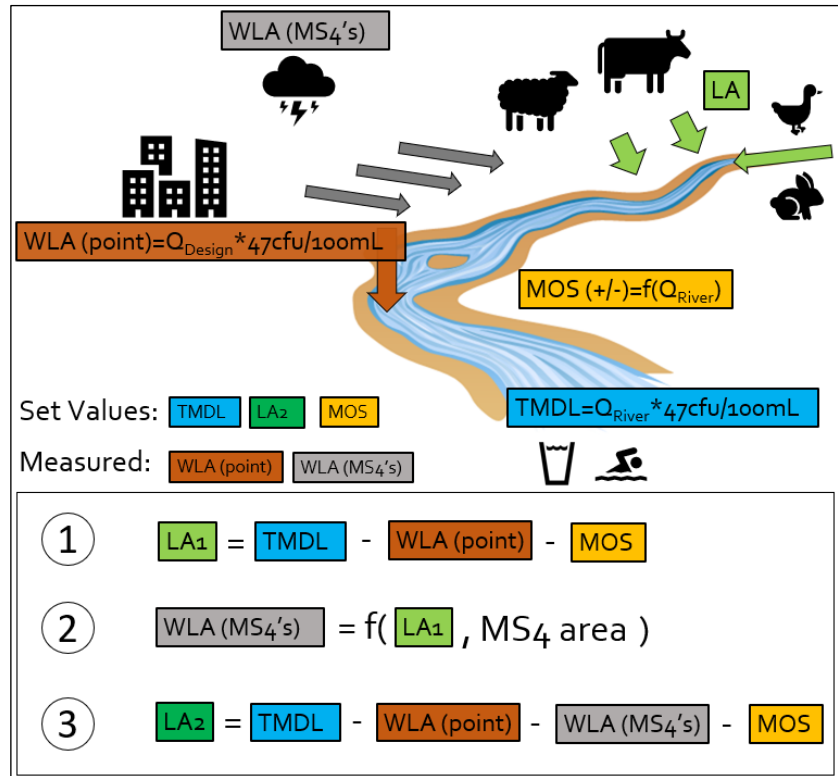 WLA (MS4's)
LA
WLA (point)=QDesign*47cfu/100mL
MOS (+/-)=f(QRiver)
TMDL=QRiver*47cfu/100mL
Set Values: TMDL LA2 MOS
Measured: WLA (point) WLA (MS4's)
1 LA1 = TMDL - WLA (point) - MOS
2 WLA (MS4's) = f( LA1 , MS4 area )
3 LA2 = TMDL - WLA (point) - WLA (MS4's) - MOS